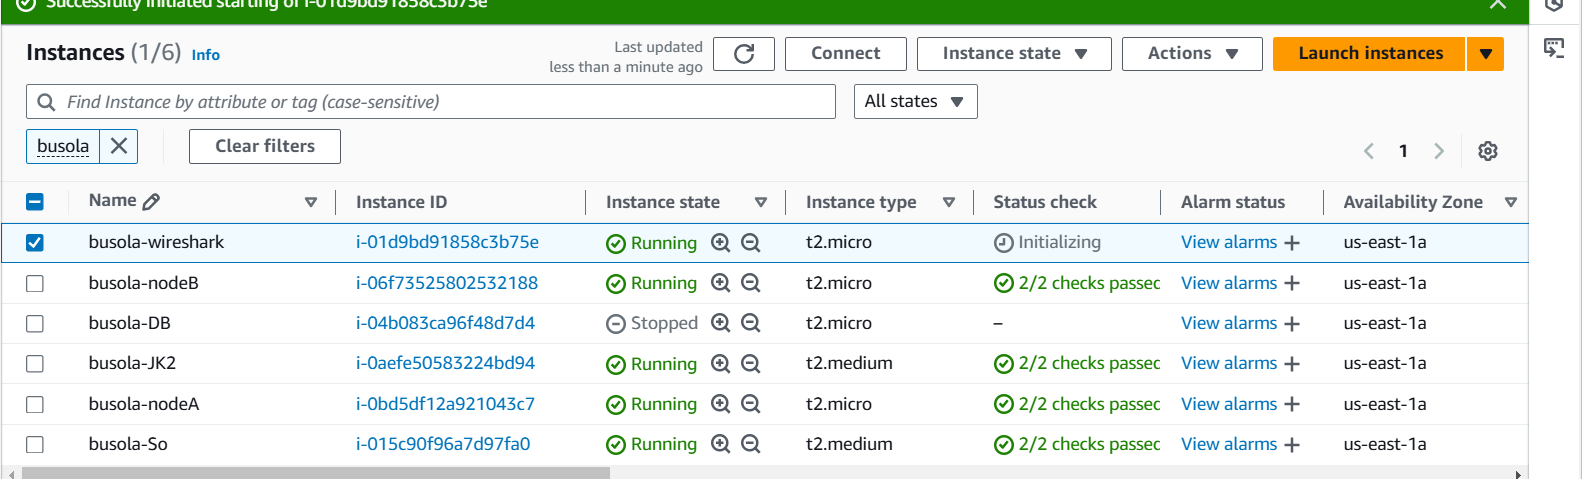 Successfully initiated starting of i-01d9bd91858c3b75e
Instances (1/6) Info
Last updated
less than a minute ago
Connect
Instance state
Actions
Launch instances
Find Instance by attribute or tag (case-sensitive)
All states
busola
Clear filters
1
Name Instance ID Instance state Instance type Status check Alarm status Availability Zone
busola-wireshark i-01d9bd91858c3b75e Running t2.micro Initializing View alarms + us-east-1a
busola-nodeB i-06f73525802532188 Running t2.micro 2/2 checks passed View alarms + us-east-1a
busola-DB i-04b083ca96f48d7d4 Stopped t2.micro – View alarms + us-east-1a
busola-JK2 i-0aefe50583224bd94 Running t2.medium 2/2 checks passed View alarms + us-east-1a
busola-nodeA i-0bd5df12a921043c7 Running t2.micro 2/2 checks passed View alarms + us-east-1a
busola-So i-015c90f96a7d97fa0 Running t2.medium 2/2 checks passed View alarms + us-east-1a